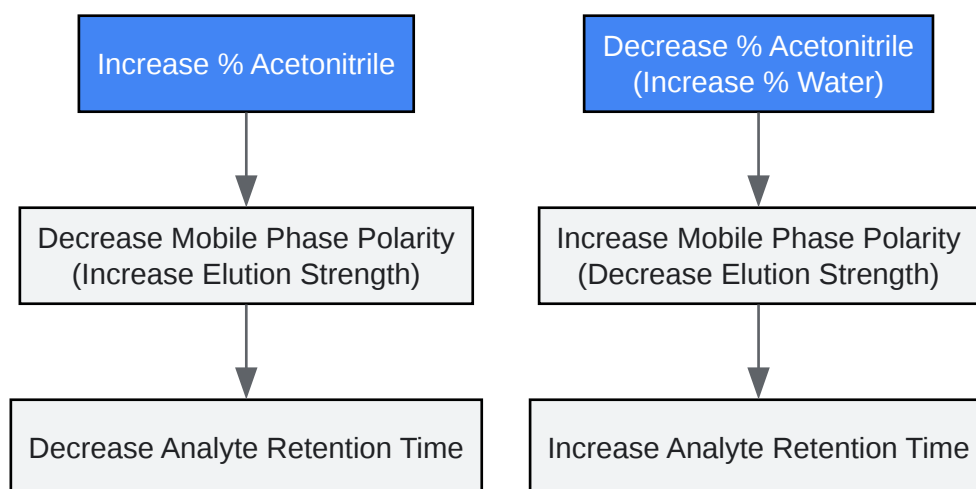 Increase % Acetonitrile
Decrease % Acetonitrile
(Increase % Water)
Decrease Mobile Phase Polarity
(Increase Elution Strength)
Increase Mobile Phase Polarity
(Decrease Elution Strength)
Decrease Analyte Retention Time
Increase Analyte Retention Time